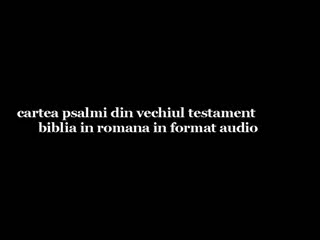 cartea psalmi din vechiul testament
biblia in romana in format audio